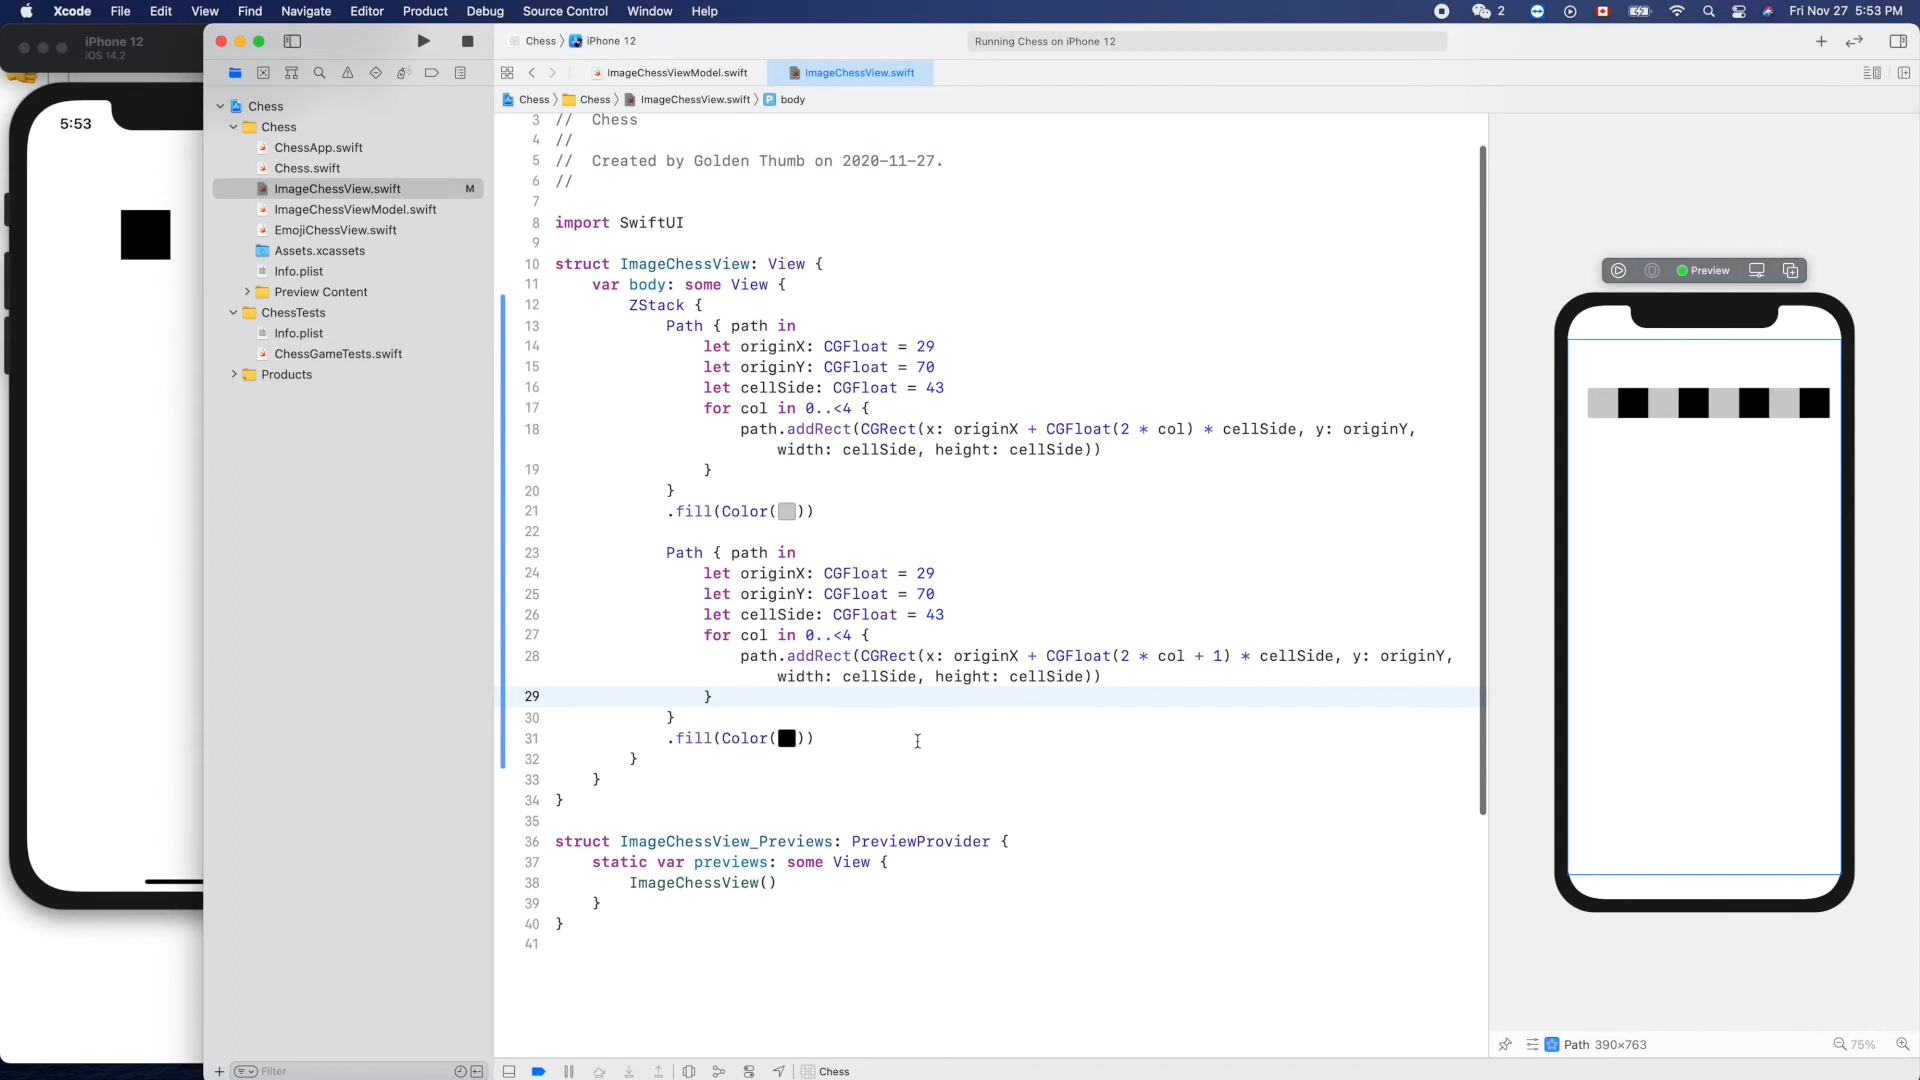 Xcode File Edit View Find Navigate Editor Product Debug Source Control Window Help
2 Fri Nov 27 5:53 PM
iPhone 12
iOS 14.2
5:53
Chess
Chess
ChessApp.swift
Chess.swift
ImageChessView.swift M
ImageChessViewModel.swift
EmojiChessView.swift
Assets.xcassets
Info.plist
Preview Content
ChessTests
Info.plist
ChessGameTests.swift
Products
Filter
Chess iPhone 12
Running Chess on iPhone 12
ImageChessViewModel.swift ImageChessView.swift
Chess Chess ImageChessView.swift P body
3 // Chess
4 //
5 // Created by Golden Thumb on 2020-11-27.
6 //
7
8 import SwiftUI
9
10 struct ImageChessView: View {
11 var body: some View {
12 ZStack {
13 Path { path in
14 let originX: CGFloat = 29
15 let originY: CGFloat = 70
16 let cellSide: CGFloat = 43
17 for col in 0..<4 {
18 path.addRect(CGRect(x: originX + CGFloat(2 * col) * cellSide, y: originY,
width: cellSide, height: cellSide))
19 }
20 }
21 .fill(Color( ))
22
23 Path { path in
24 let originX: CGFloat = 29
25 let originY: CGFloat = 70
26 let cellSide: CGFloat = 43
27 for col in 0..<4 {
28 path.addRect(CGRect(x: originX + CGFloat(2 * col + 1) * cellSide, y: originY,
width: cellSide, height: cellSide))
29 }
30 }
31 .fill(Color( ))
32 }
33 }
34 }
35
36 struct ImageChessView_Previews: PreviewProvider {
37 static var previews: some View {
38 ImageChessView()
39 }
40 }
41
Preview
Path 390×763
75%
Chess